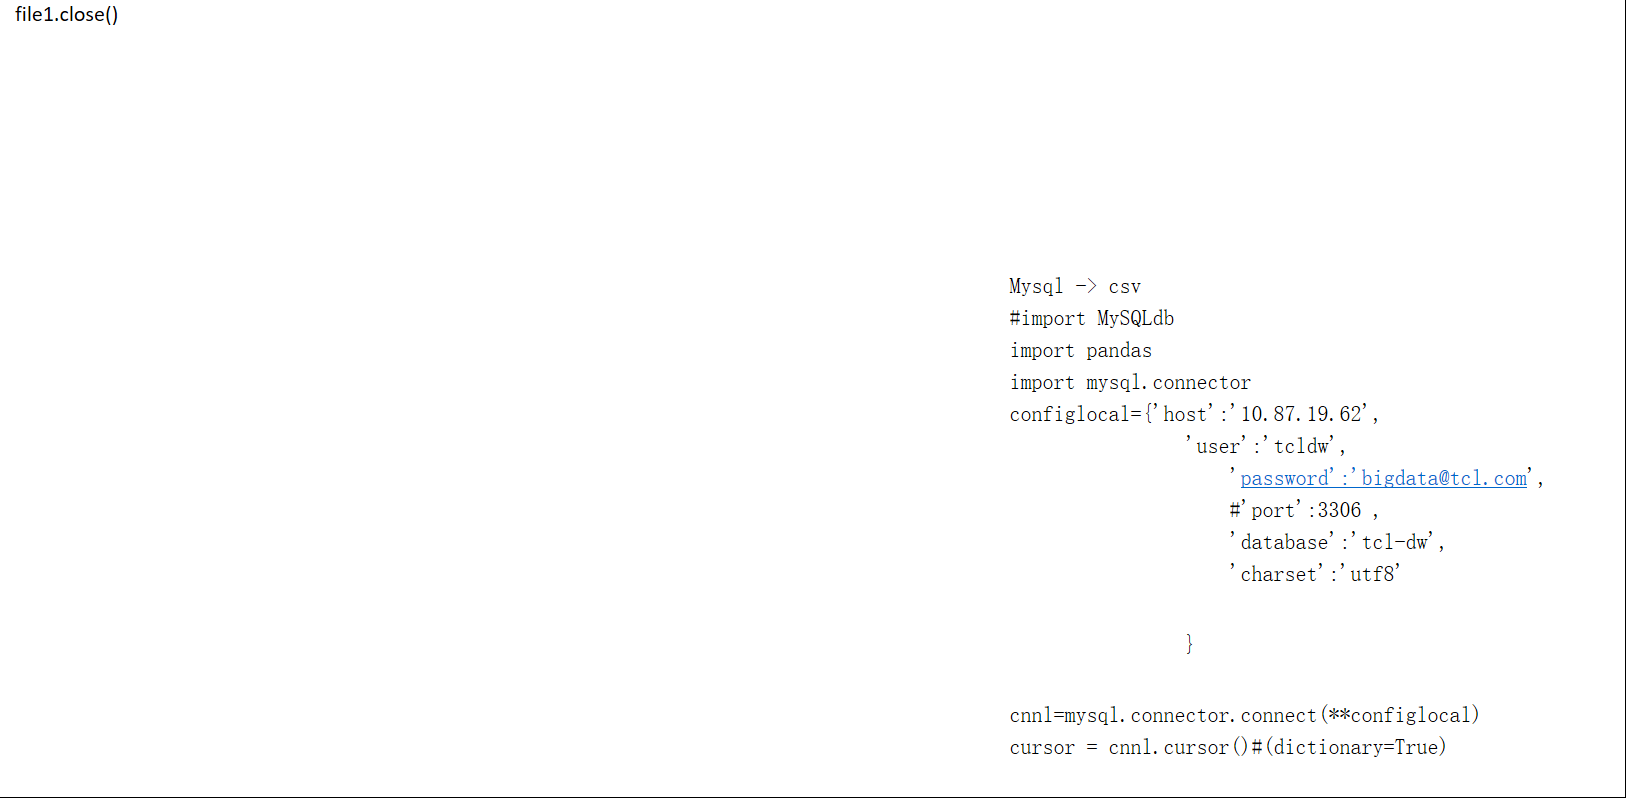 file1.close()
Mysql -> csv
#import MySQLdb
import pandas
import mysql.connector
configlocal={'host':'10.87.19.62',
'user':'tcldw',
'password':'bigdata@tcl.com',
#'port':3306 ,
'database':'tcl-dw',
'charset':'utf8'
}
cnnl=mysql.connector.connect(**configlocal)
cursor = cnnl.cursor()#(dictionary=True)